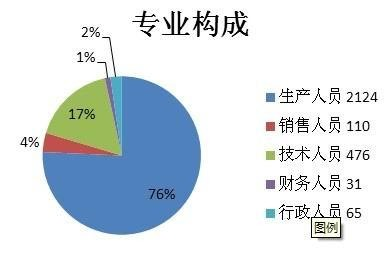 专业构成
2%
1%
17%
4%
76%
生产人员 2124
销售人员 110
技术人员 476
财务人员 31
行政人员 65
图例